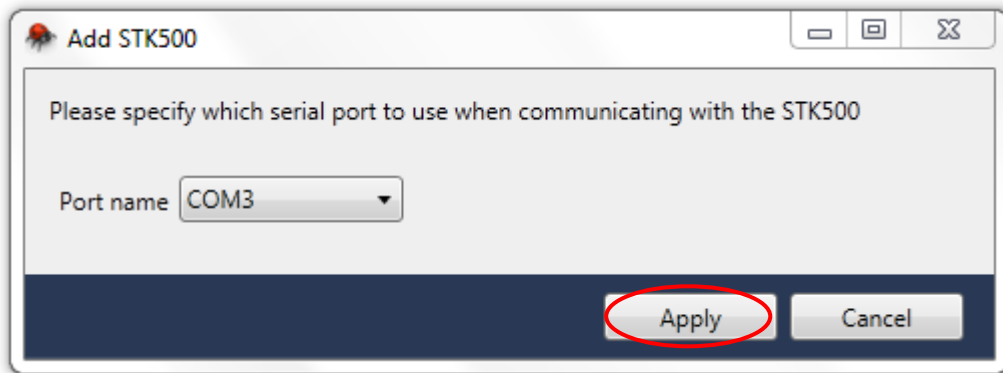 Add STK500
Please specify which serial port to use when communicating with the STK500
Port name COM3
Apply Cancel